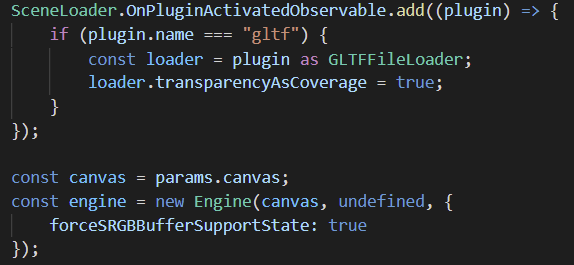 SceneLoader.OnPluginActivatedObservable.add((plugin) => {
    if (plugin.name === "gltf") {
        const loader = plugin as GLTFFileLoader;
        loader.transparencyAsCoverage = true;
    }
});

const canvas = params.canvas;
const engine = new Engine(canvas, undefined, {
    forceSRGBBufferSupportState: true
});